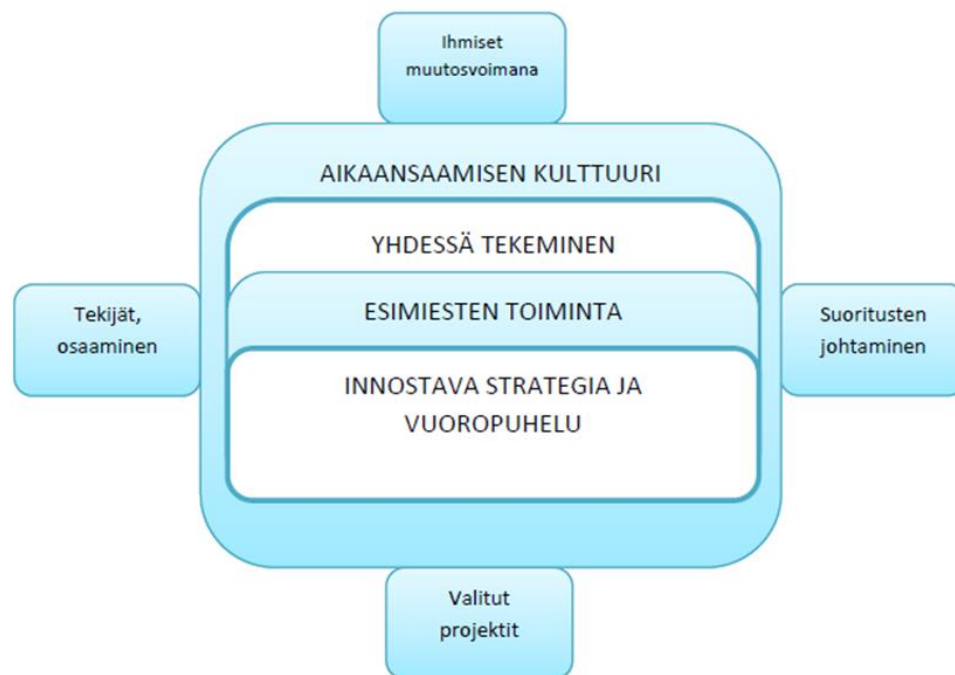 Ihmiset
muutosvoimana
AIKAANSAAMISEN KULTTUURI
YHDESSÄ TEKEMINEN
ESIMIESTEN TOIMINTA
Tekijät,
osaaminen
Suoritusten
johtaminen
INNOSTAVA STRATEGIA JA
VUOROPUHELU
Valitut
projektit